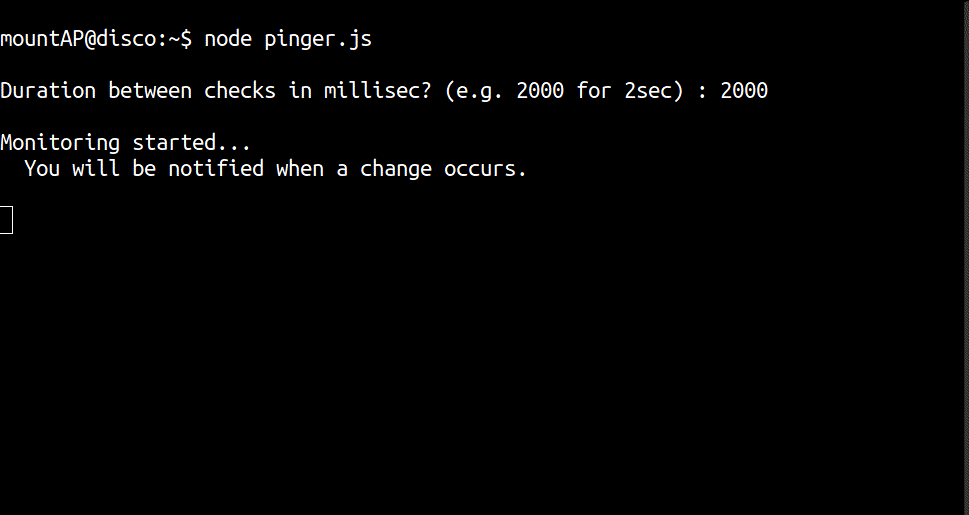 mountAP@disco:~$ node pinger.js
Duration between checks in millisec? (e.g. 2000 for 2sec) : 2000
Monitoring started...
You will be notified when a change occurs.